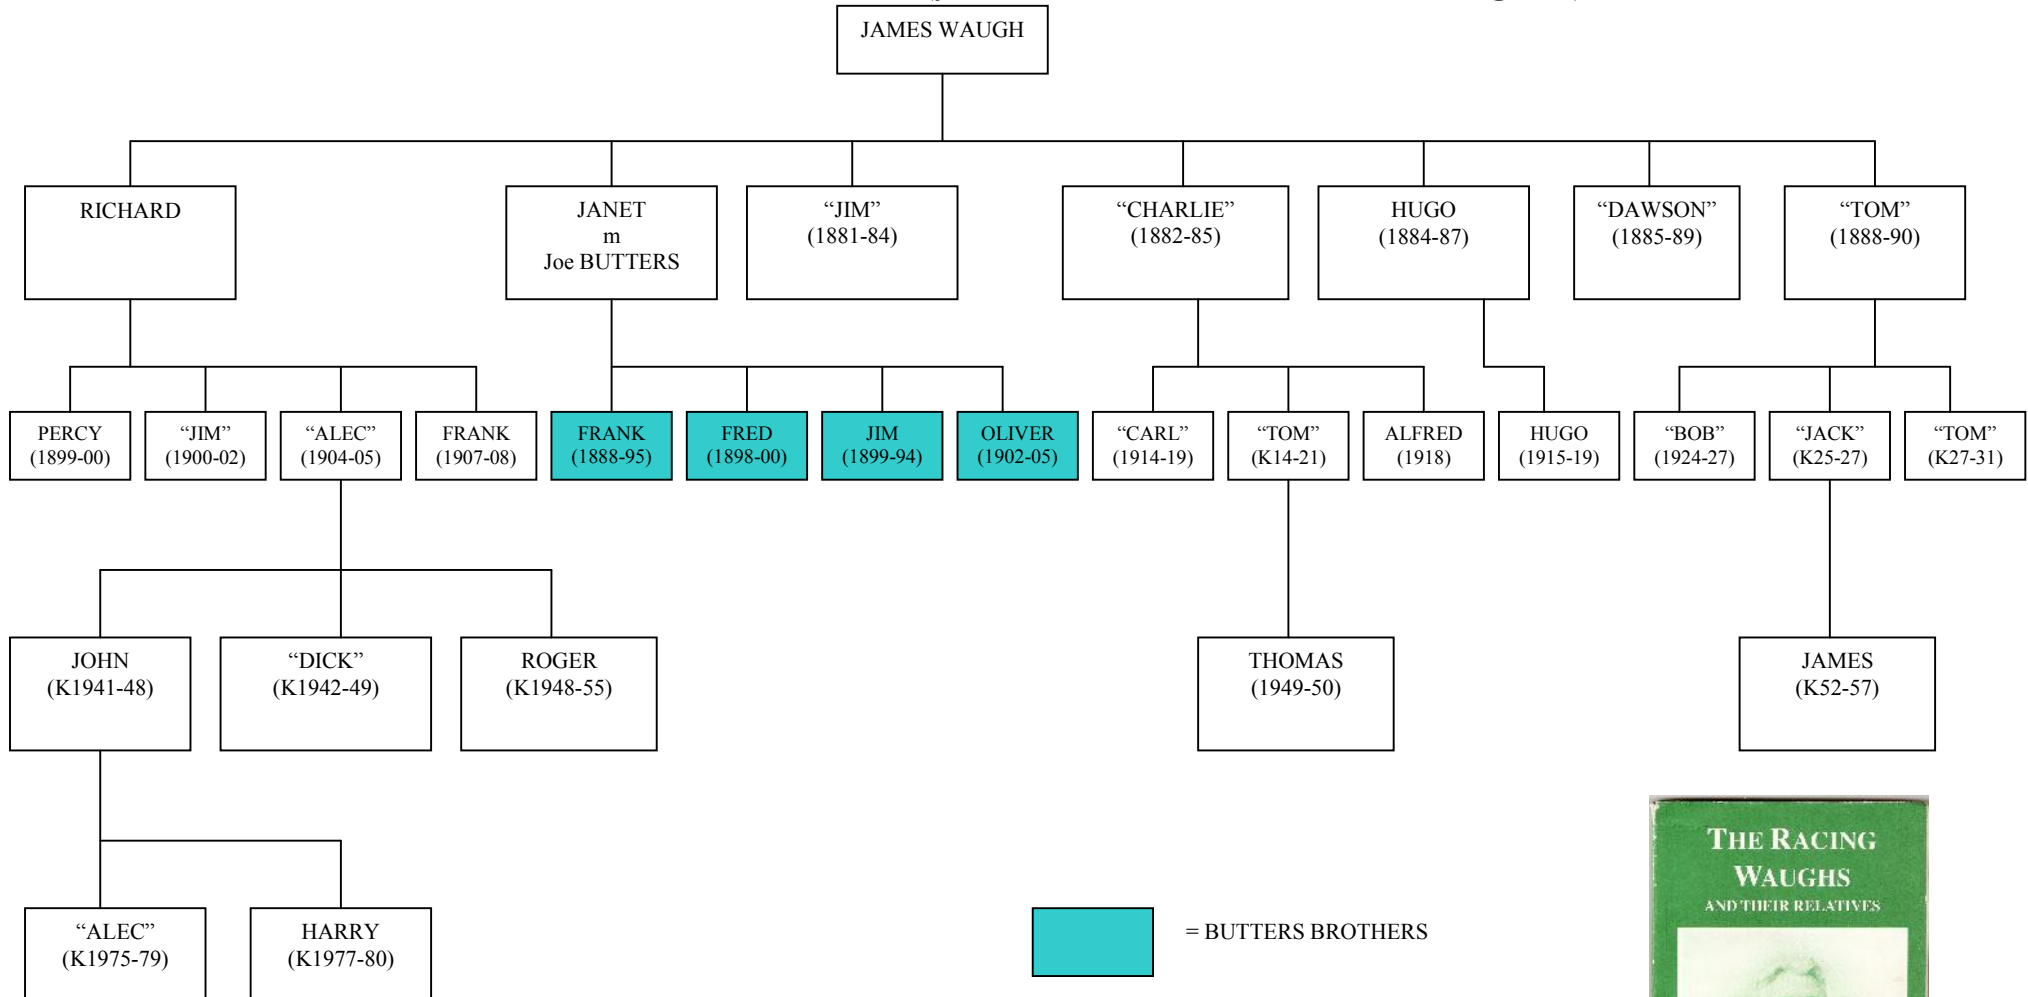 JAMES WAUGH
RICHARD
JANET
m
Joe BUTTERS
“JIM”
(1881-84)
“CHARLIE”
(1882-85)
HUGO
(1884-87)
“DAWSON”
(1885-89)
“TOM”
(1888-90)
PERCY
(1899-00)
“JIM”
(1900-02)
“ALEC”
(1904-05)
FRANK
(1907-08)
FRANK
(1888-95)
FRED
(1898-00)
JIM
(1899-94)
OLIVER
(1902-05)
“CARL”
(1914-19)
“TOM”
(K14-21)
ALFRED
(1918)
HUGO
(1915-19)
“BOB”
(1924-27)
“JACK”
(K25-27)
“TOM”
(K27-31)
JOHN
(K1941-48)
“DICK”
(K1942-49)
ROGER
(K1948-55)
THOMAS
(1949-50)
JAMES
(K52-57)
“ALEC”
(K1975-79)
HARRY
(K1977-80)
= BUTTERS BROTHERS
THE RACING
WAUGHS
AND THEIR RELATIVES